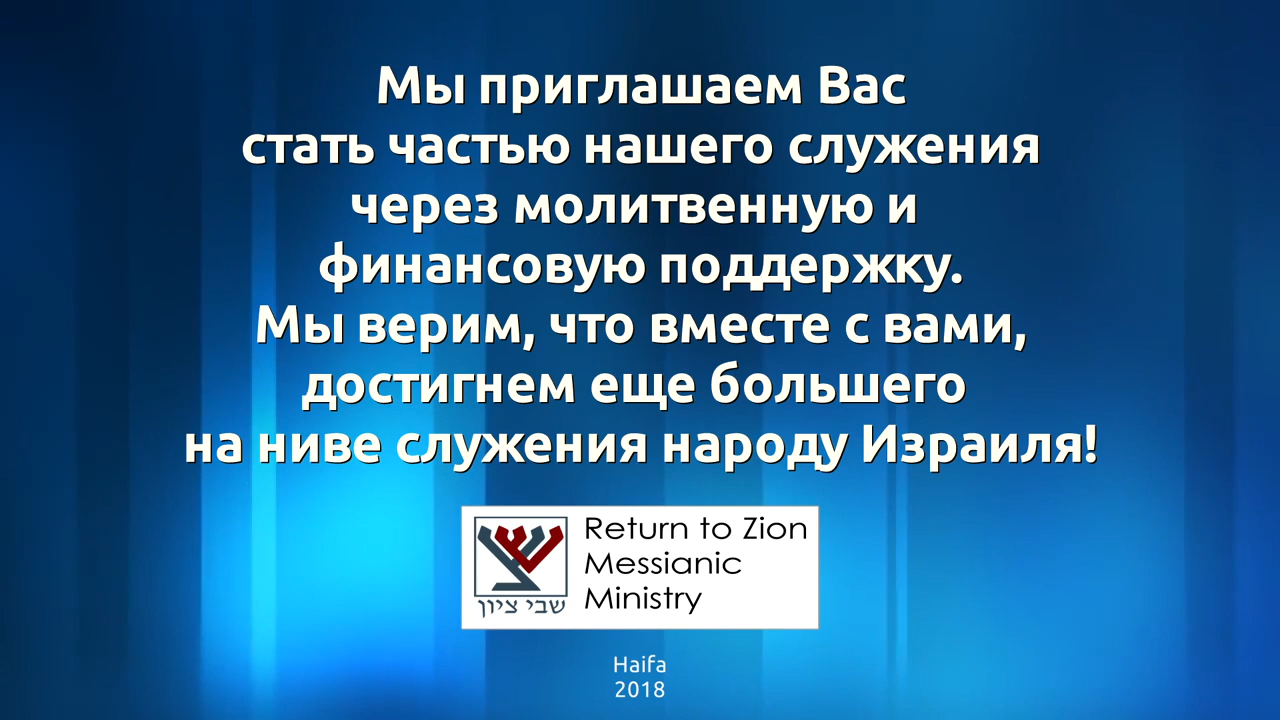 Мы приглашаем Вас
стать частью нашего служения
через молитвенную и
финансовую поддержку.
Мы верим, что вместе с вами,
достигнем еще большего
на ниве служения народу Израиля!
Return to Zion
Messianic
Ministry
שבי ציון
Haifa
2018